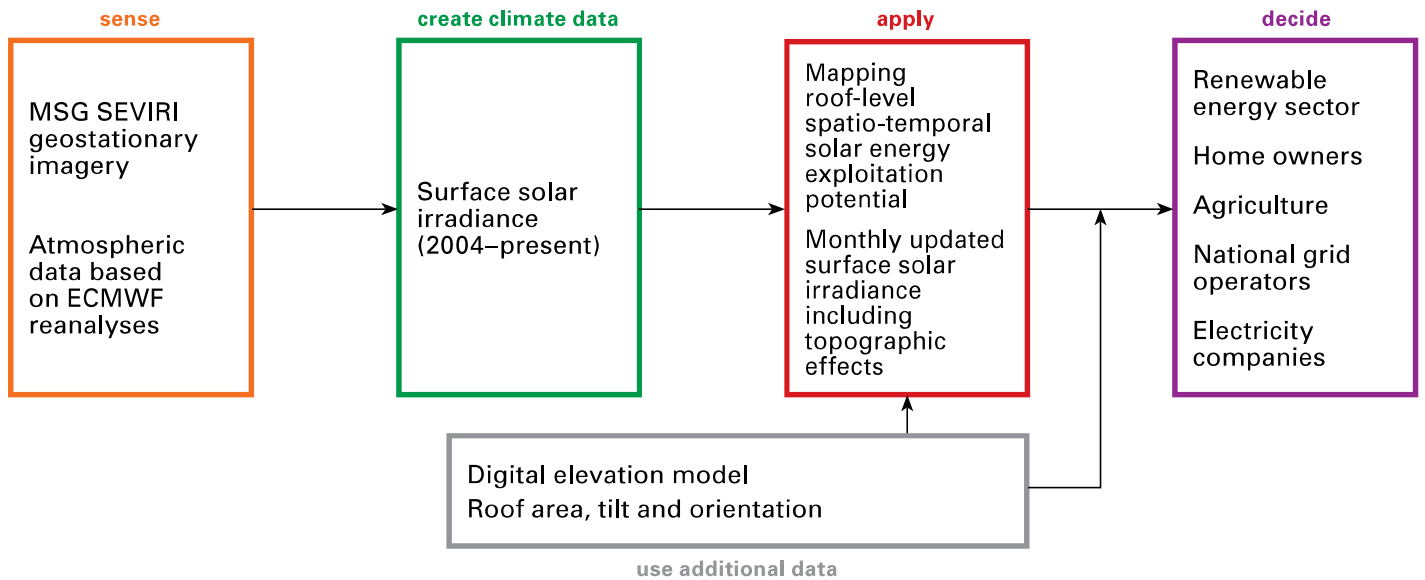 sense
MSG SEVIRI
geostationary
imagery
Atmospheric
data based
on ECMWF
reanalyses
create climate data
Surface solar
irradiance
(2004–present)
apply
Mapping
roof-level
spatio-temporal
solar energy
exploitation
potential
Monthly updated
surface solar
irradiance
including
topographic
effects
decide
Renewable
energy sector
Home owners
Agriculture
National grid
operators
Electricity
companies
Digital elevation model
Roof area, tilt and orientation
use additional data